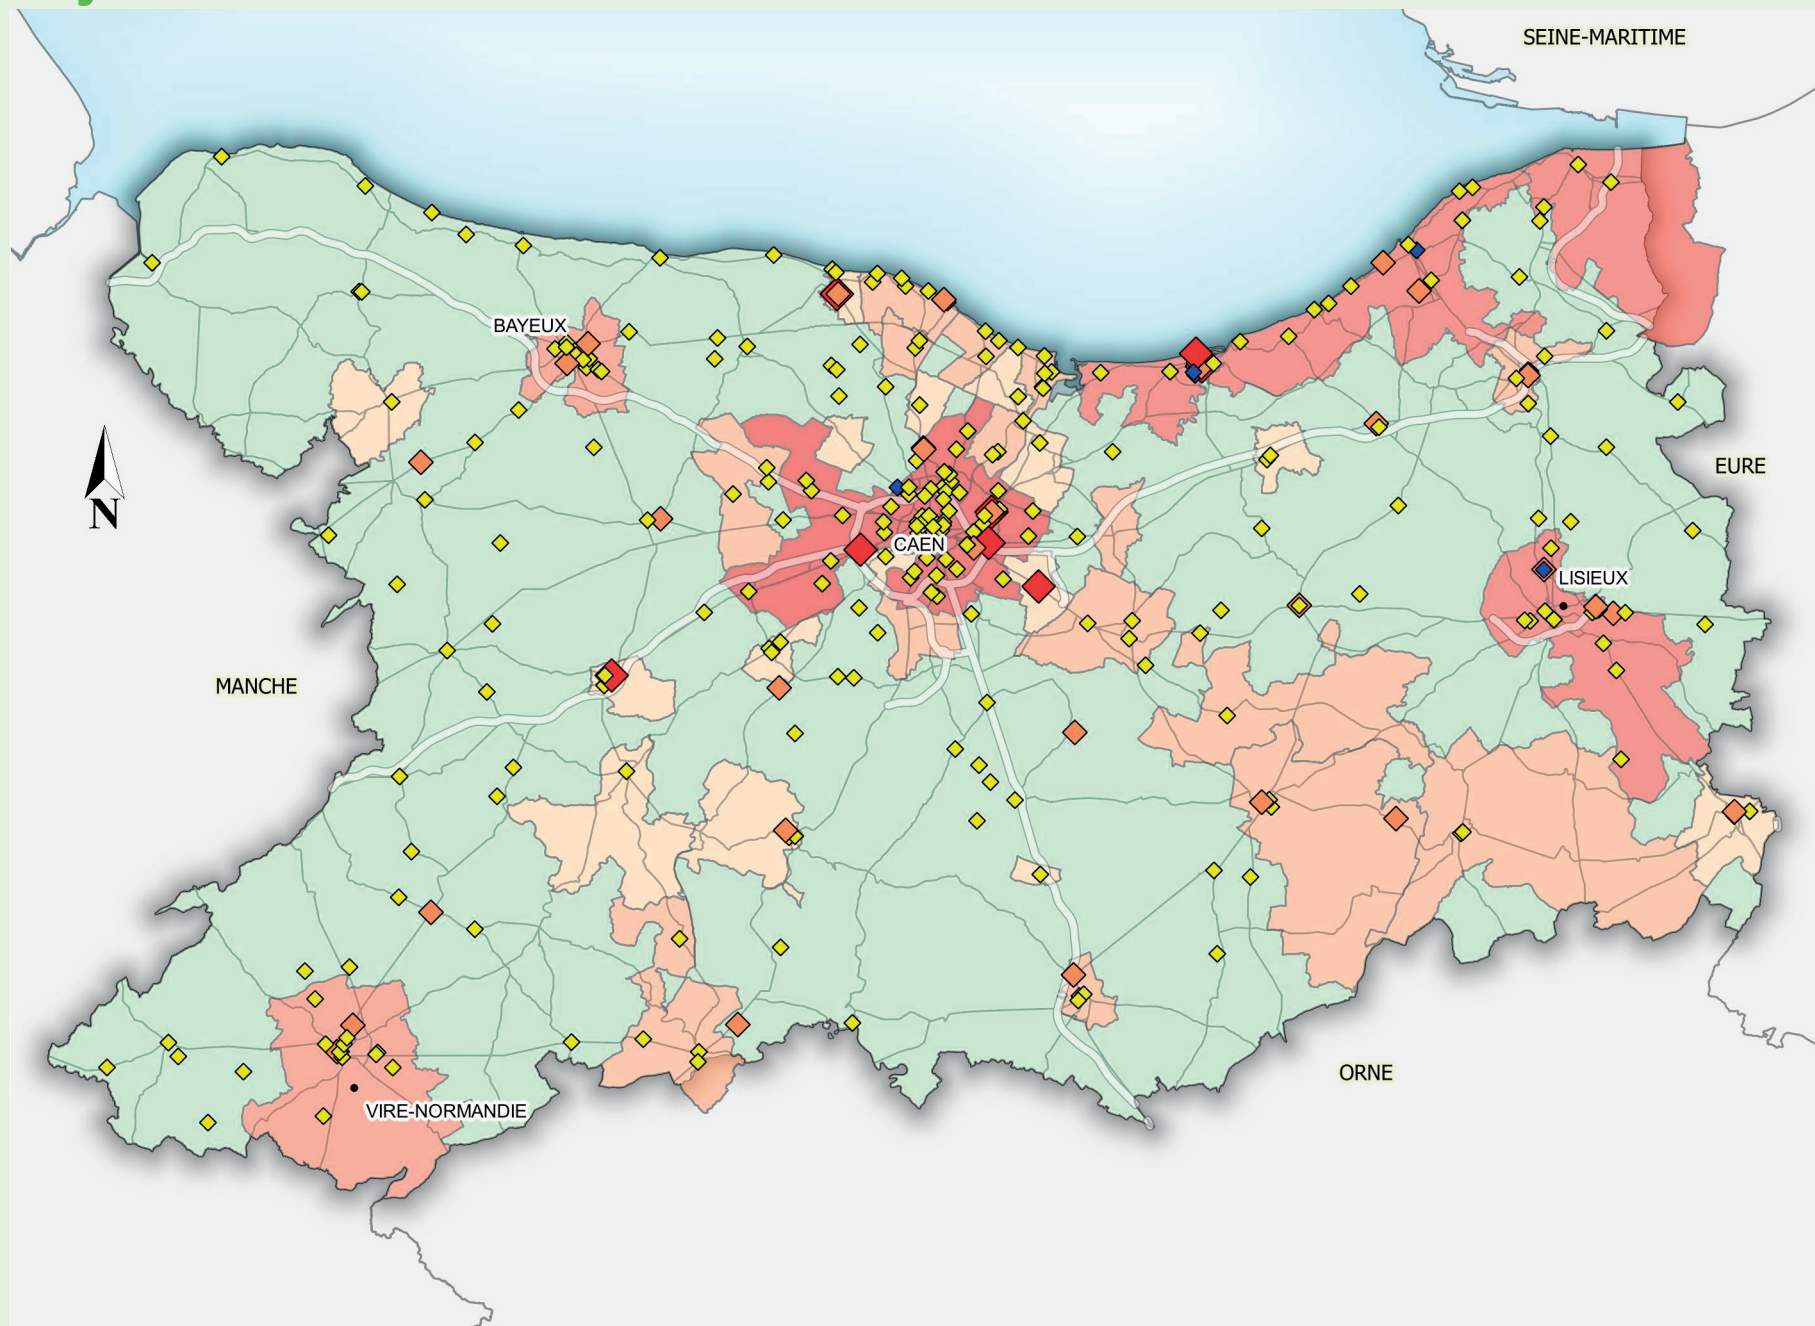 SEINE-MARITIME
BAYEUX
EURE
N
CAEN
LISIEUX
MANCHE
ORNE
VIRE-NORMANDIE